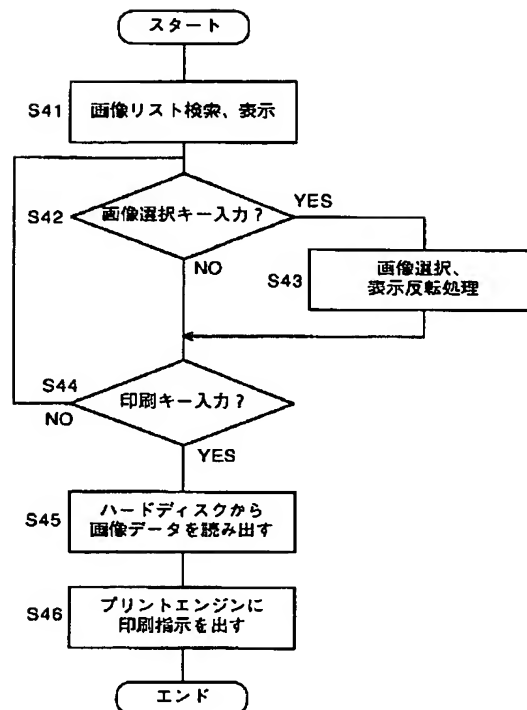 スタート
S41
画像リスト検索、表示
S42
画像選択キー入力？
YES
NO
S43
画像選択、
表示反転処理
S44
印刷キー入力？
NO
YES
S45
ハードディスクから
画像データを読み出す
S46
プリントエンジンに
印刷指示を出す
エンド